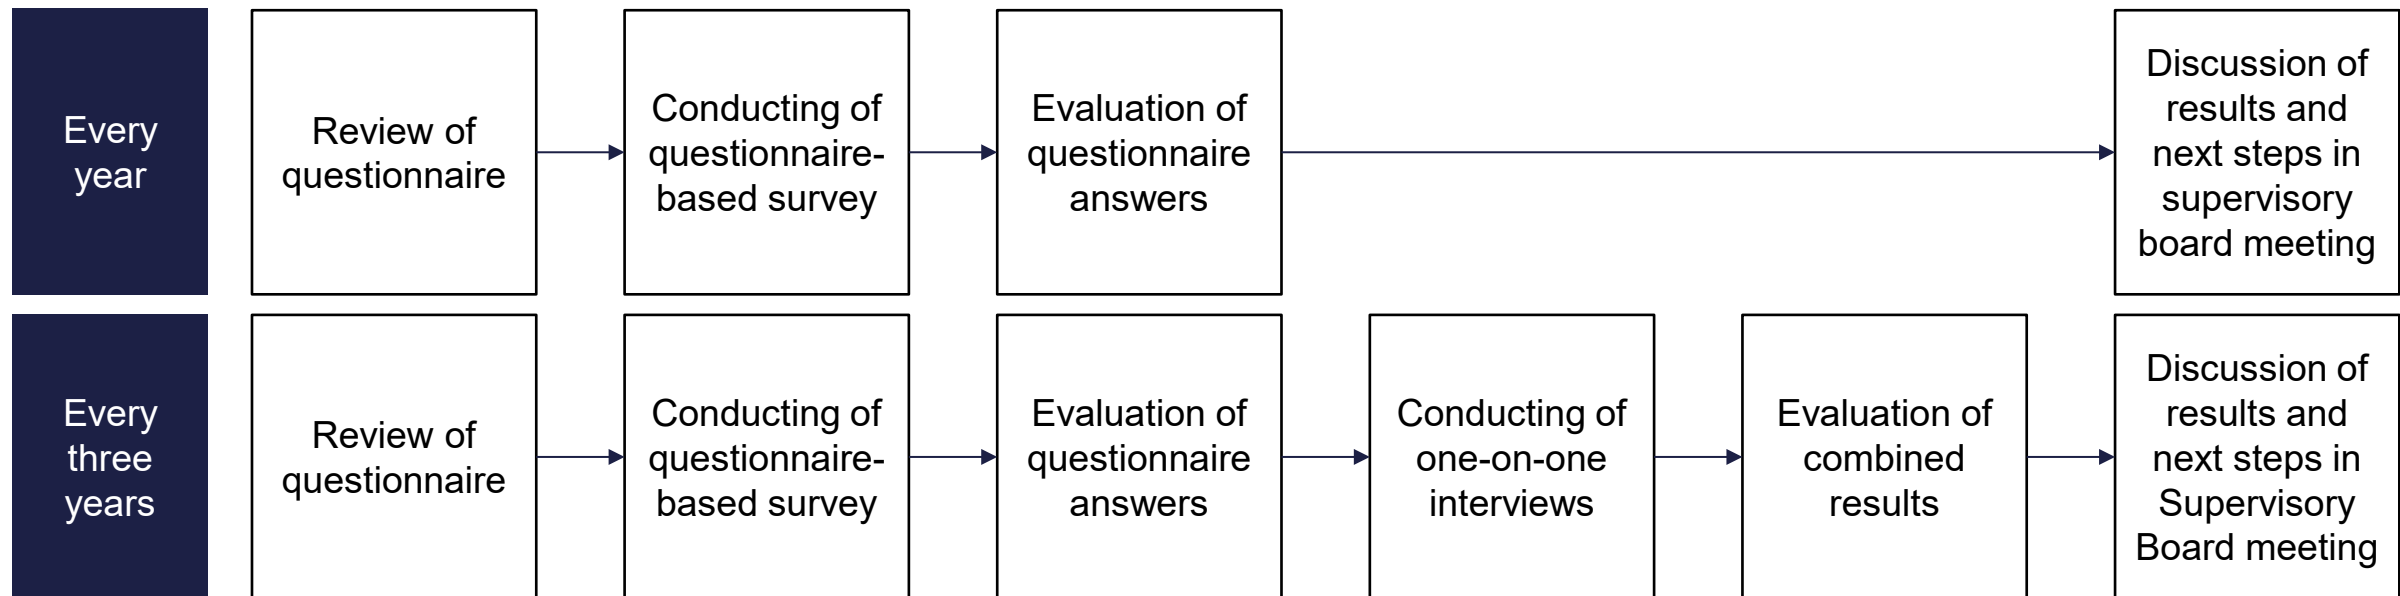 Every
year
Review of
questionnaire
Conducting of
questionnaire-
based survey
Evaluation of
questionnaire
answers
Discussion of
results and
next steps in
supervisory
board meeting
Every
three
years
Review of
questionnaire
Conducting of
questionnaire-
based survey
Evaluation of
questionnaire
answers
Conducting of
one-on-one
interviews
Evaluation of
combined
results
Discussion of
results and
next steps in
Supervisory
Board meeting